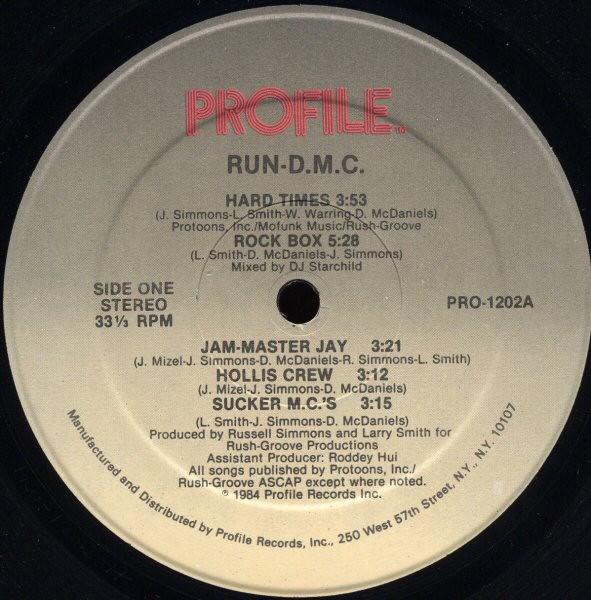 PROFILE TM
RUN-D.M.C.
HARD TIMES 3:53
(J. Simmons-L. Smith-W. Warring-D. McDaniels)
Protoons, Inc./Mofunk Music/Rush-Groove
ROCK BOX 5:28
(L. Smith-D. McDaniels-J. Simmons)
Mixed by DJ Starchild
SIDE ONE
STEREO
33⅓ RPM
PRO-1202A
JAM-MASTER JAY 3:21
(J. Mizel-J. Simmons-D. McDaniels-R. Simmons-L. Smith)
HOLLIS CREW 3:12
(J. Mizel-J. Simmons-D. McDaniels)
SUCKER M.C.'S 3:15
(L. Smith-J. Simmons-D. McDaniels)
Produced by Russell Simmons and Larry Smith for
Rush-Groove Productions
Assistant Producer: Roddey Hui
All songs published by Protoons, Inc./
Rush-Groove ASCAP except where noted.
℗ 1984 Profile Records Inc.
Manufactured and Distributed by Profile Records, Inc., 250 West 57th Street, N.Y., N.Y. 10107